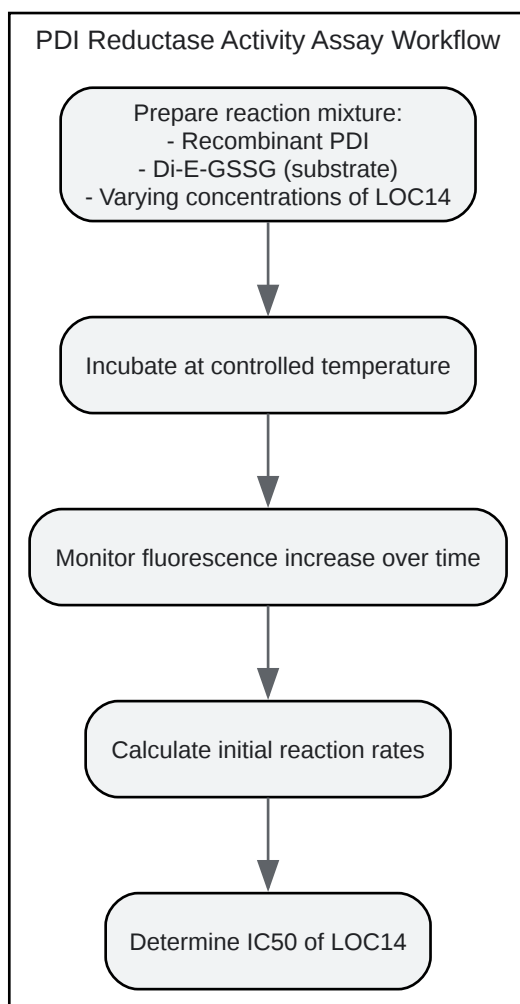 PDI Reductase Activity Assay Workflow
Prepare reaction mixture:
- Recombinant PDI
- Di-E-GSSG (substrate)
- Varying concentrations of LOC14
Incubate at controlled temperature
Monitor fluorescence increase over time
Calculate initial reaction rates
Determine IC50 of LOC14